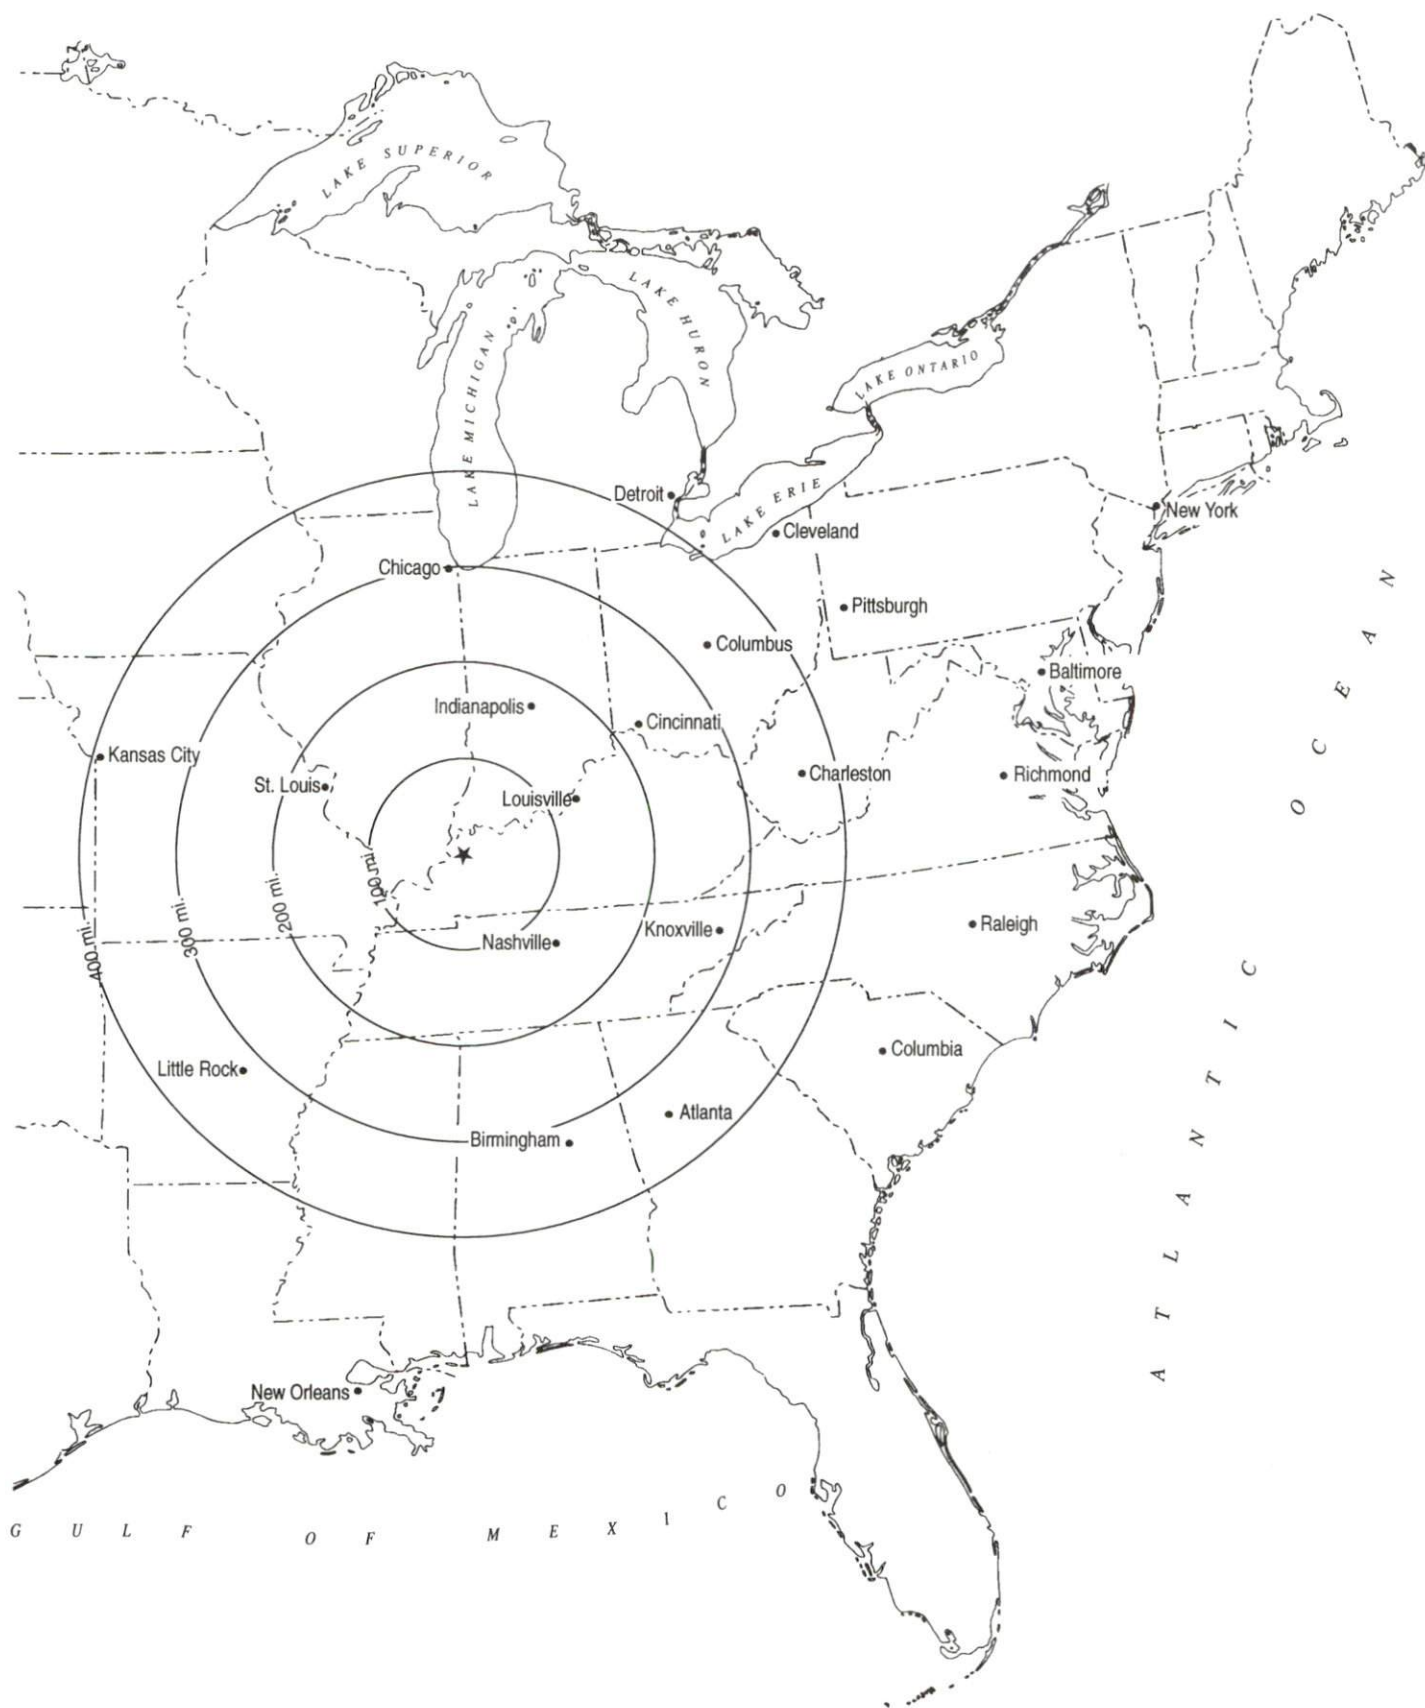 LAKE SUPERIOR
LAKE HURON
LAKE MICHIGAN
LAKE ONTARIO
LAKE ERIE
Detroit
New York
Cleveland
Chicago
Pittsburgh
Columbus
Baltimore
Indianapolis
Cincinnati
Kansas City
Charleston
Richmond
St. Louis
Louisville
100 mi.
200 mi.
300 mi.
400 mi.
Nashville
Knoxville
Raleigh
Little Rock
Columbia
Atlanta
Birmingham
New Orleans
GULF OF MEXICO
ATLANTIC OCEAN